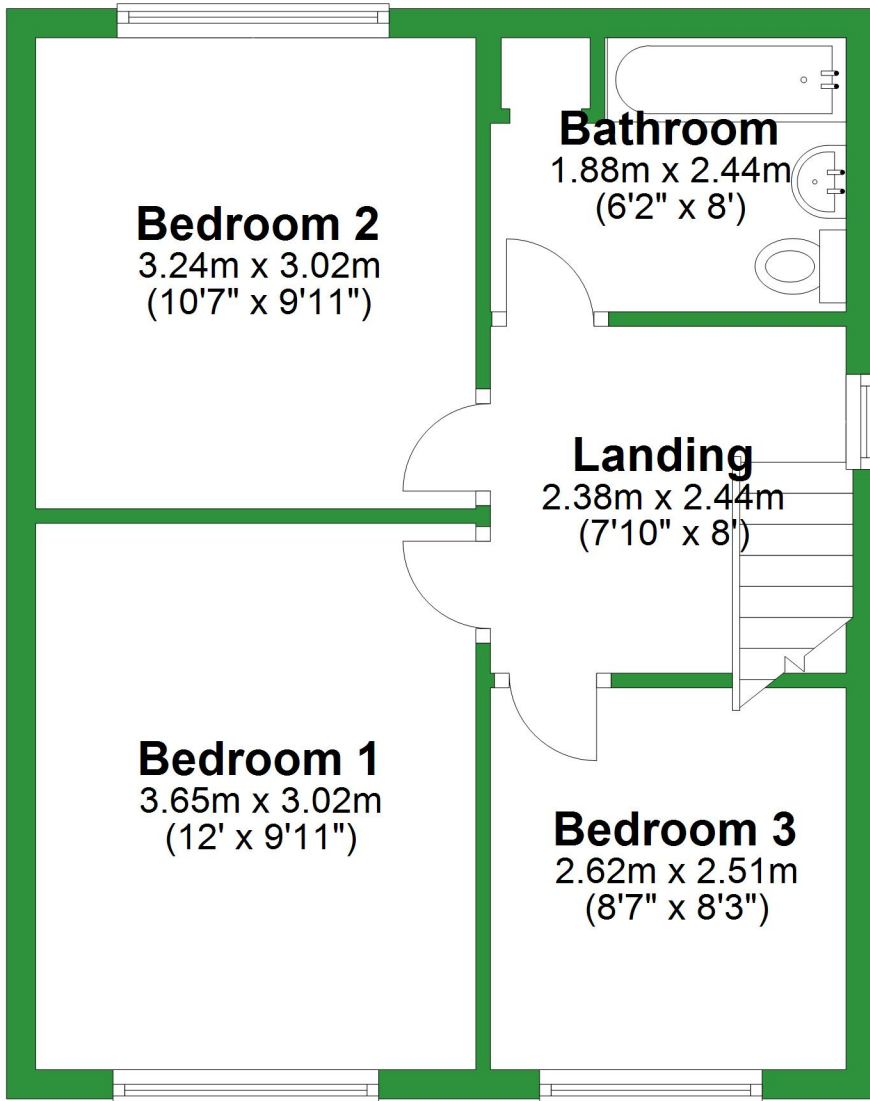 Bathroom
1.88m x 2.44m
(6'2" x 8')
Bedroom 2
3.24m x 3.02m
(10'7" x 9'11")
Landing
2.38m x 2.44m
(7'10" x 8')
Bedroom 1
3.65m x 3.02m
(12' x 9'11")
Bedroom 3
2.62m x 2.51m
(8'7" x 8'3")